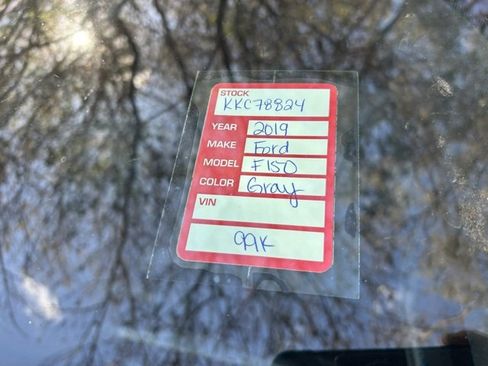 STOCK
KKC78824
YEAR 2019
MAKE Ford
MODEL F150
COLOR Gray
VIN
99K